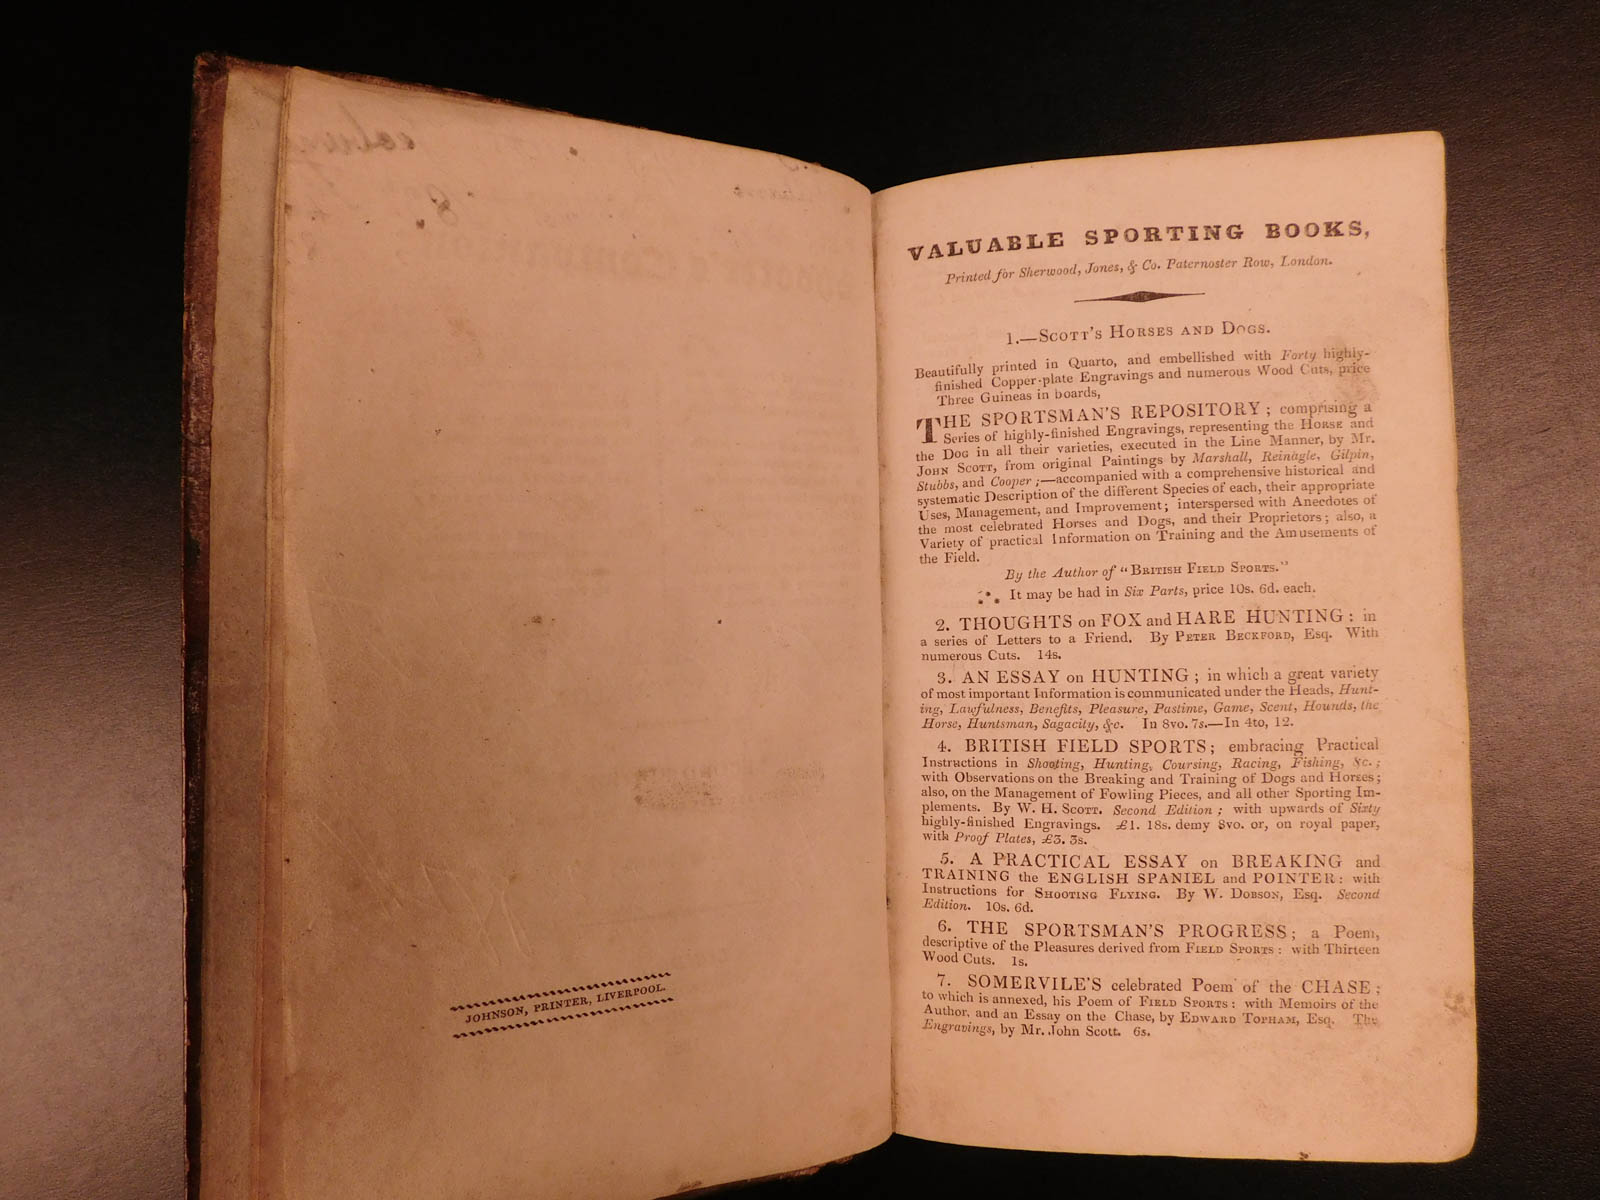 JOHNSON, PRINTER, LIVERPOOL.
VALUABLE SPORTING BOOKS,
Printed for Sherwood, Jones, & Co. Paternoster Row, London.
1.—SCOTT'S HORSES AND DOGS.
Beautifully printed in Quarto, and embellished with Forty highly-
finished Copper-plate Engravings and numerous Wood Cuts, price
Three Guineas in boards,
THE SPORTSMAN'S REPOSITORY; comprising a
Series of highly-finished Engravings, representing the HORSE and
the DOG in all their varieties, executed in the Line Manner, by Mr.
JOHN SCOTT, from original Paintings by Marshall, Reinagle, Gilpin,
Stubbs, and Cooper;—accompanied with a comprehensive historical and
systematic Description of the different Species of each, their appropriate
Uses, Management, and Improvement; interspersed with Anecdotes of
the most celebrated Horses and Dogs, and their Proprietors; also, a
Variety of practical Information on Training and the Amusements of
the Field.
By the Author of "BRITISH FIELD SPORTS."
It may be had in Six Parts, price 10s. 6d. each.
2. THOUGHTS on FOX and HARE HUNTING: in
a series of Letters to a Friend. By PETER BECKFORD, Esq. With
numerous Cuts. 14s.
3. AN ESSAY on HUNTING; in which a great variety
of most important Information is communicated under the Heads, Hunt-
ing, Lawfulness, Benefits, Pleasure, Pastime, Game, Scent, Hounds, the
Horse, Huntsman, Sagacity, &c. In 8vo. 7s.—In 4to, 12.
4. BRITISH FIELD SPORTS; embracing Practical
Instructions in Shooting, Hunting, Coursing, Racing, Fishing, &c.;
with Observations on the Breaking and Training of Dogs and Horses;
also, on the Management of Fowling Pieces, and all other Sporting Im-
plements. By W. H. SCOTT. Second Edition; with upwards of Sixty
highly-finished Engravings. £1. 18s. demy 8vo. or, on royal paper,
with Proof Plates, £3. 3s.
5. A PRACTICAL ESSAY on BREAKING and
TRAINING the ENGLISH SPANIEL and POINTER: with
Instructions for SHOOTING FLYING. By W. DOBSON, Esq. Second
Edition. 10s. 6d.
6. THE SPORTSMAN'S PROGRESS; a Poem,
descriptive of the Pleasures derived from FIELD SPORTS: with Thirteen
Wood Cuts. 1s.
7. SOMERVILE'S celebrated Poem of the CHASE;
to which is annexed, his Poem of FIELD SPORTS: with Memoirs of the
Author, and an Essay on the Chase, by EDWARD TOPHAM, Esq. The
Engravings, by Mr. John Scott. 6s.